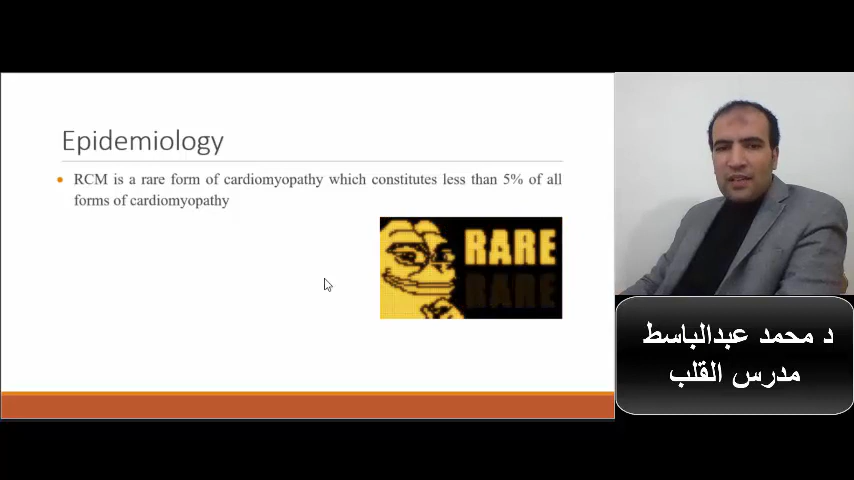 Epidemiology
RCM is a rare form of cardiomyopathy which constitutes less than 5% of all
forms of cardiomyopathy
RARE
RARE
د محمد عبدالباسط
مدرس القلب